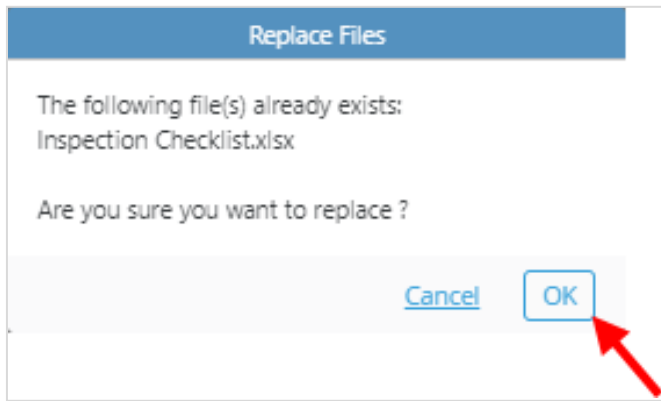 Replace Files
The following file(s) already exists:
Inspection Checklist.xlsx
Are you sure you want to replace ?
Cancel
OK